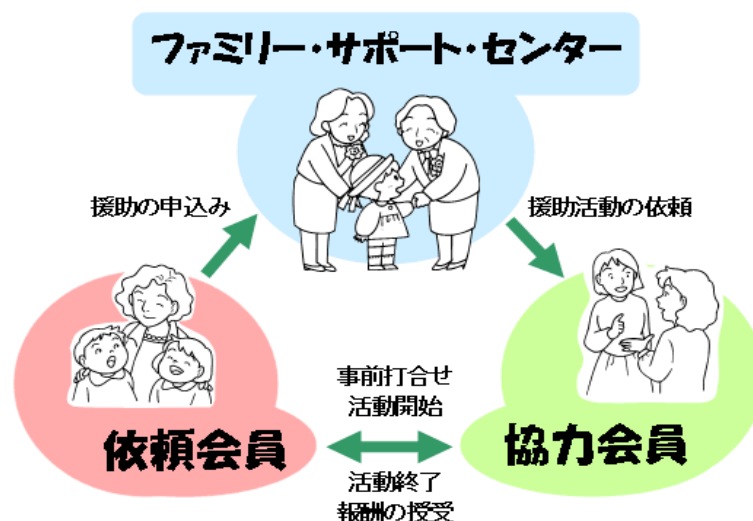 ファミリー・サポート・センター
援助の申込み
援助活動の依頼
事前打合せ
活動開始
依頼会員
協力会員
活動終了
報酬の授受